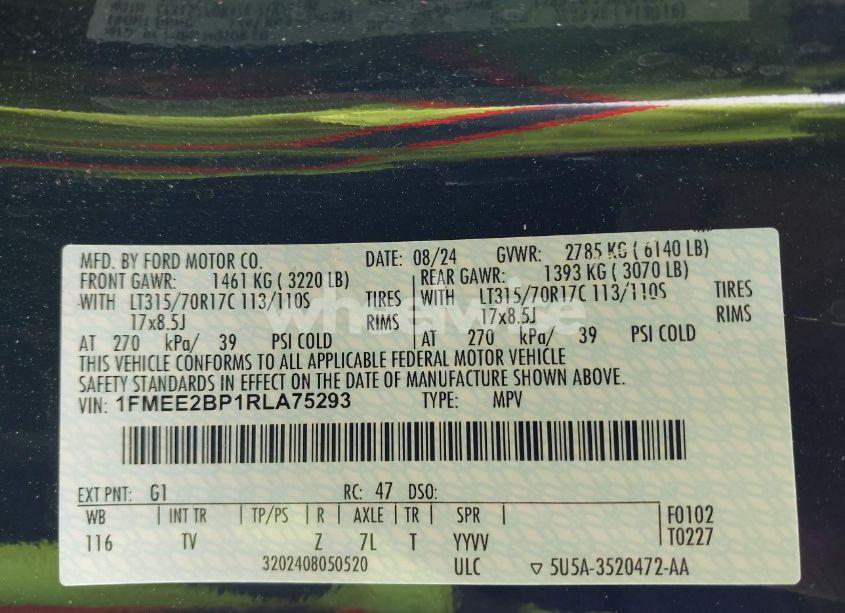 MFD. BY FORD MOTOR CO. DATE: 08/24 GVWR: 2785 KG ( 6140 LB)
FRONT GAWR: 1461 KG ( 3220 LB) REAR GAWR: 1393 KG ( 3070 LB)
WITH LT315/70R17C 113/110S TIRES WITH LT315/70R17C 113/110S TIRES
17x8.5J RIMS 17x8.5J RIMS
AT 270 kPa/ 39 PSI COLD AT 270 kPa/ 39 PSI COLD
THIS VEHICLE CONFORMS TO ALL APPLICABLE FEDERAL MOTOR VEHICLE
SAFETY STANDARDS IN EFFECT ON THE DATE OF MANUFACTURE SHOWN ABOVE.
VIN: 1FMEE2BP1RLA75293 TYPE: MPV
EXT PNT: G1 RC: 47 DSO:
WB | INT TR | TP/PS | R | AXLE | TR | SPR | F0102
116 TV Z 7L T YYVV T0227
3202408050520 ULC ▽ 5U5A-3520472-AA